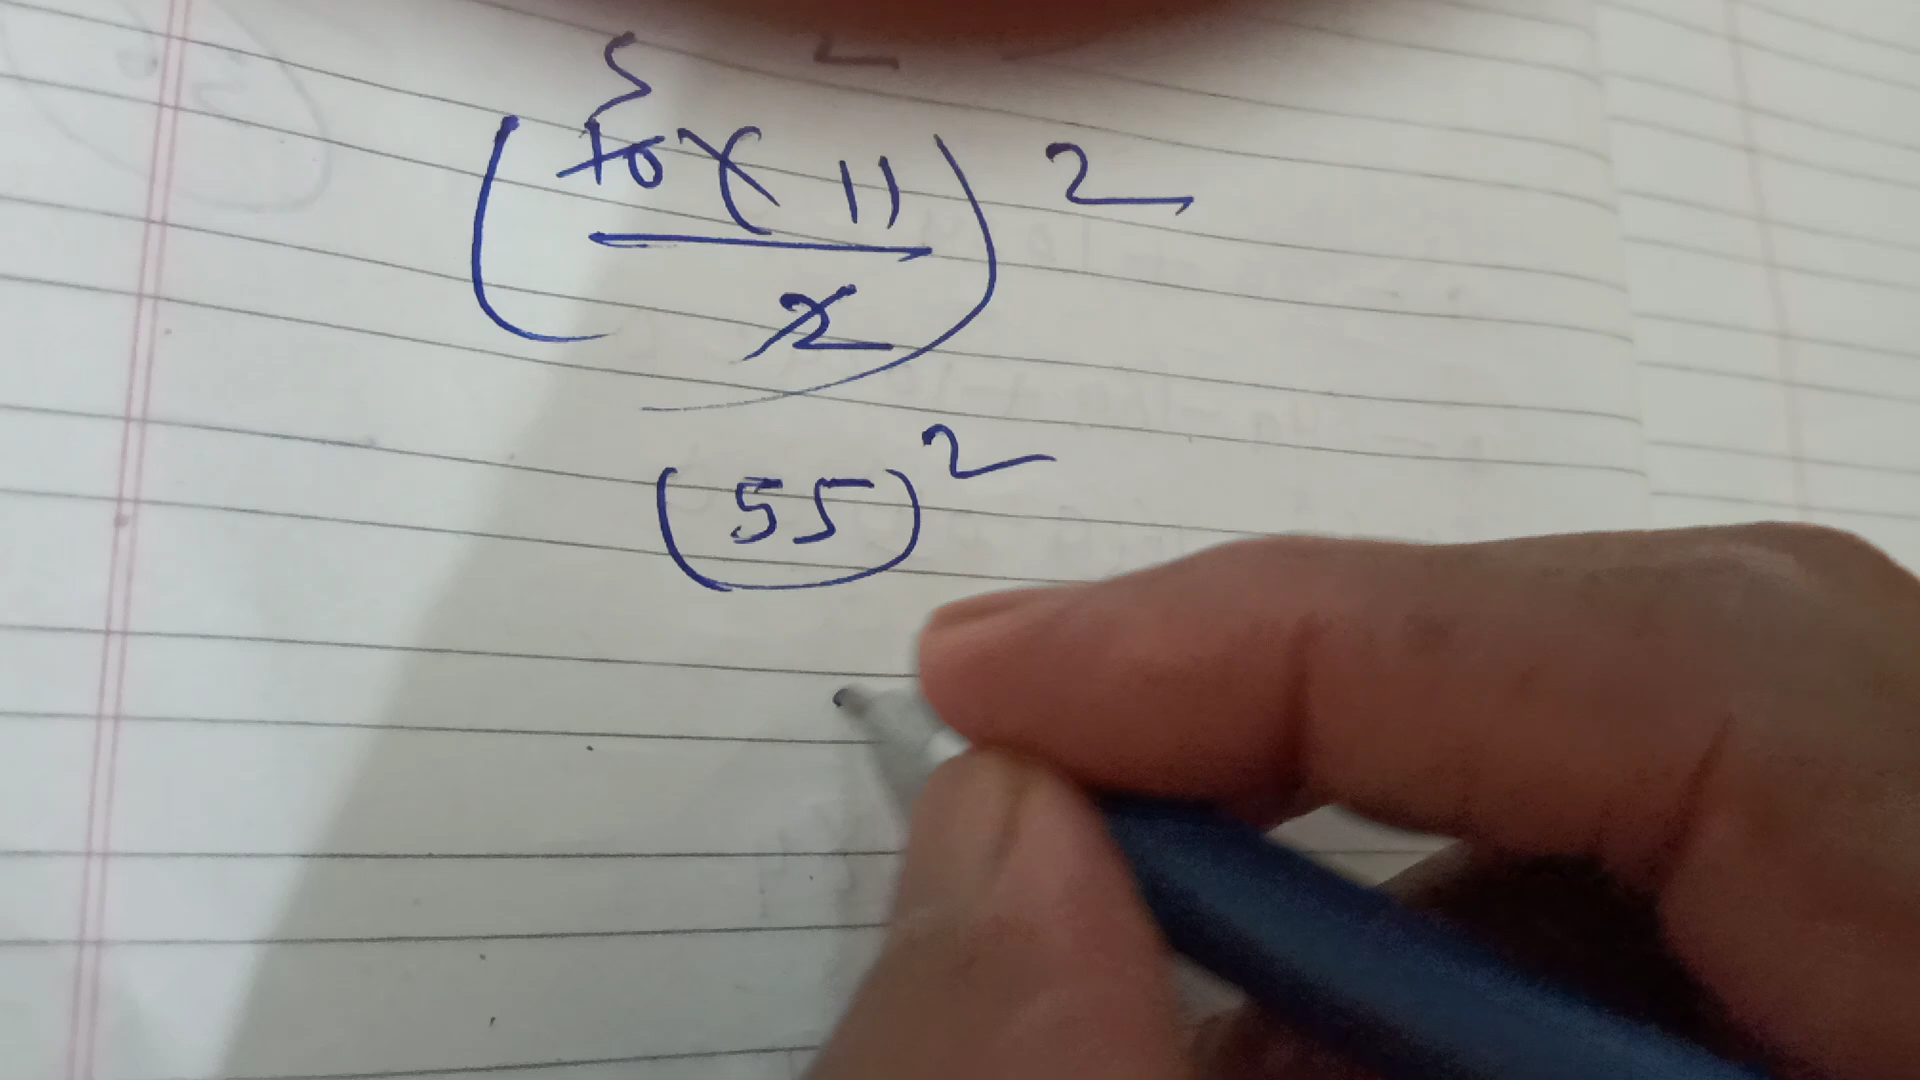 5
(10 × 11 / 2)²
(55)²